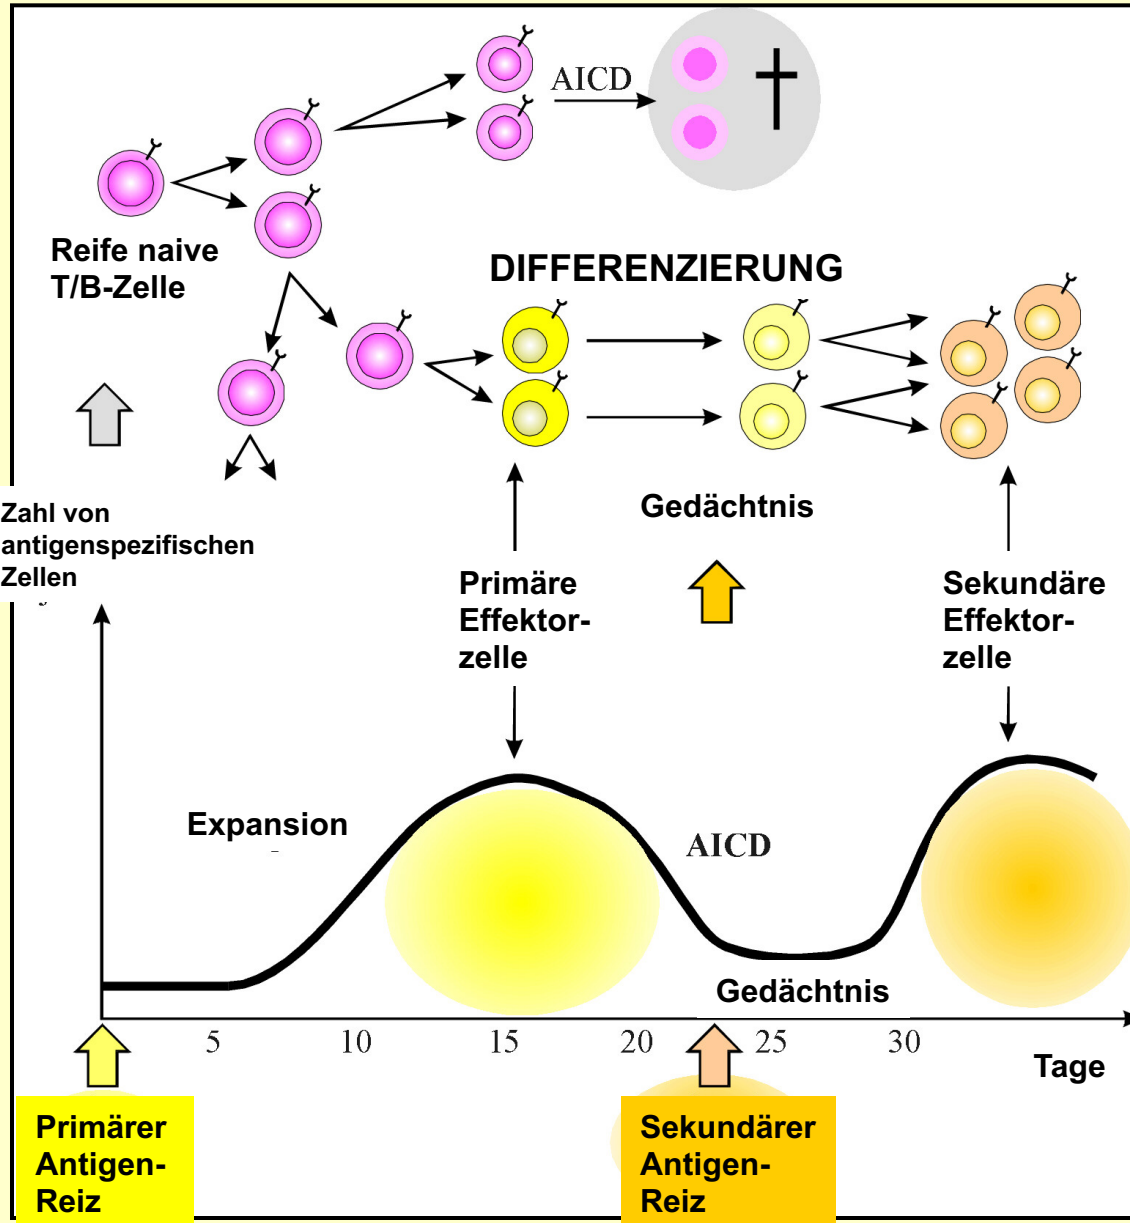 AICD
Reife naive
T/B-Zelle
DIFFERENZIERUNG
Zahl von
antigenspezifischen
Zellen
Gedächtnis
Primäre
Effektor-
zelle
Sekundäre
Effektor-
zelle
Expansion
AICD
Gedächtnis
5 10 15 20 25 30
Tage
Primärer
Antigen-
Reiz
Sekundärer
Antigen-
Reiz